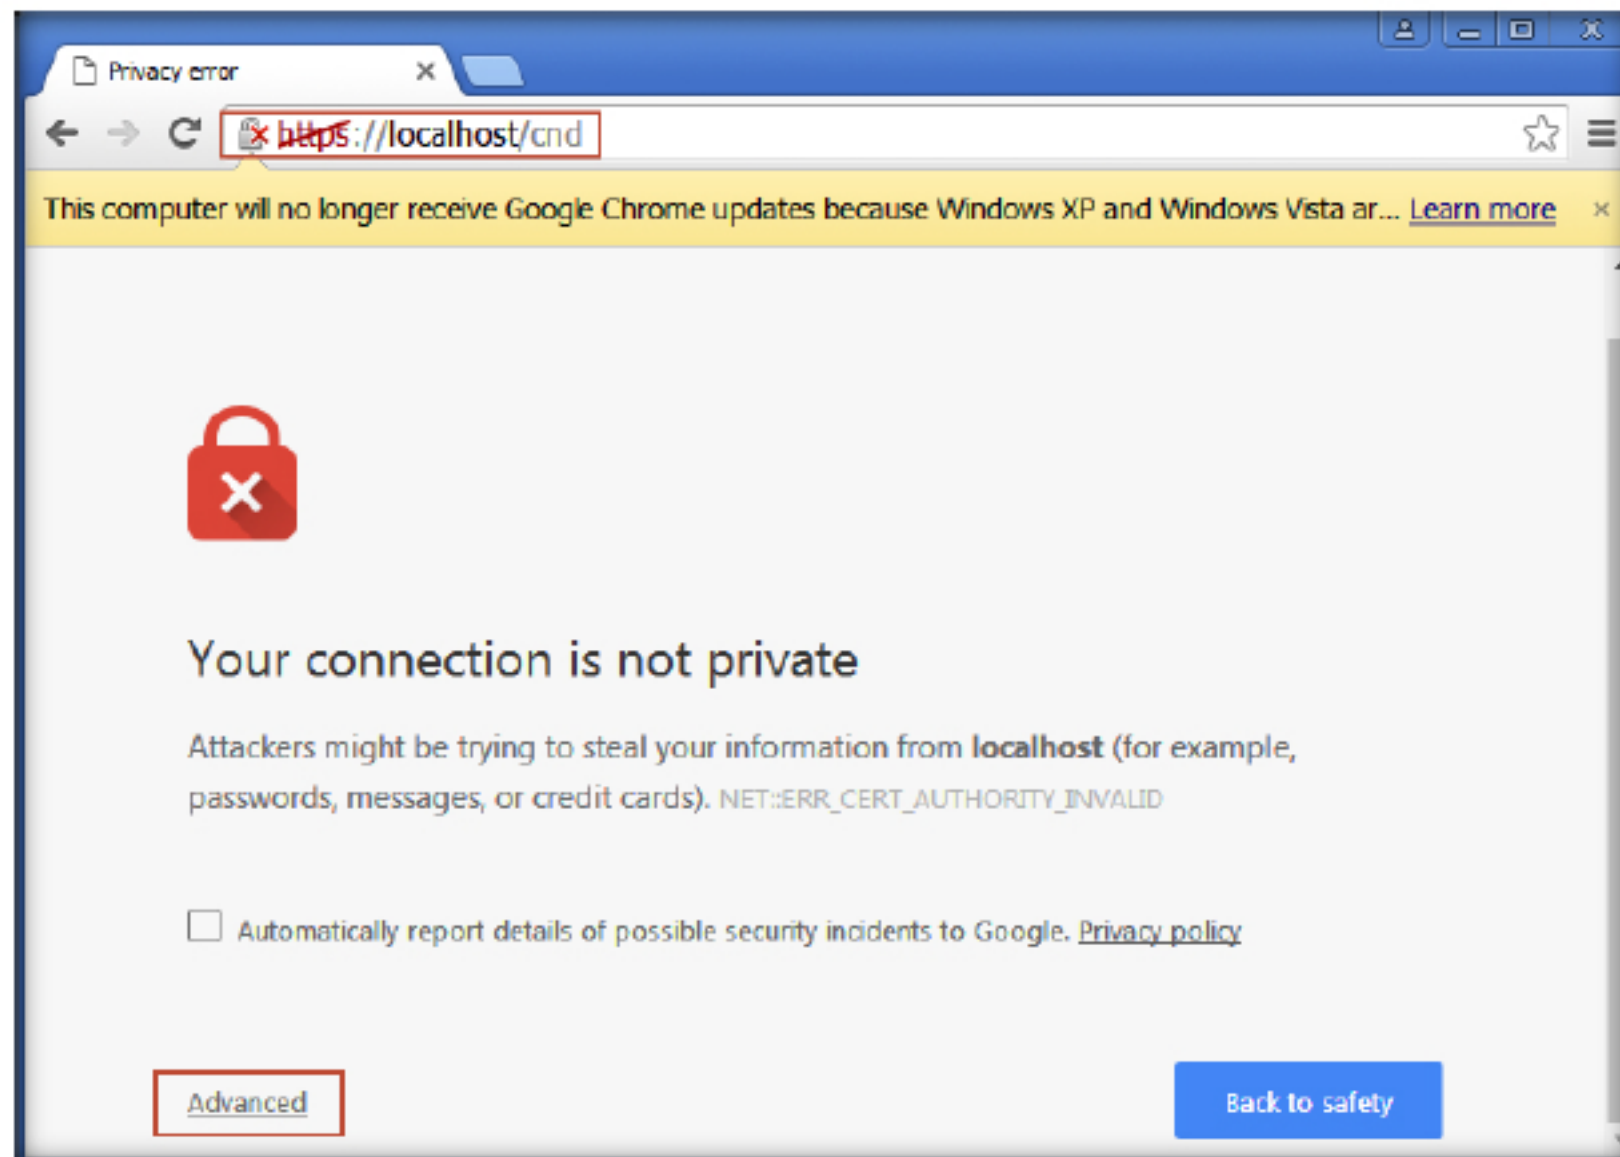 Privacy error
https://localhost/cnd
This computer will no longer receive Google Chrome updates because Windows XP and Windows Vista ar... Learn more
Your connection is not private
Attackers might be trying to steal your information from localhost (for example,
passwords, messages, or credit cards). NET::ERR_CERT_AUTHORITY_INVALID
Automatically report details of possible security incidents to Google. Privacy policy
Advanced
Back to safety